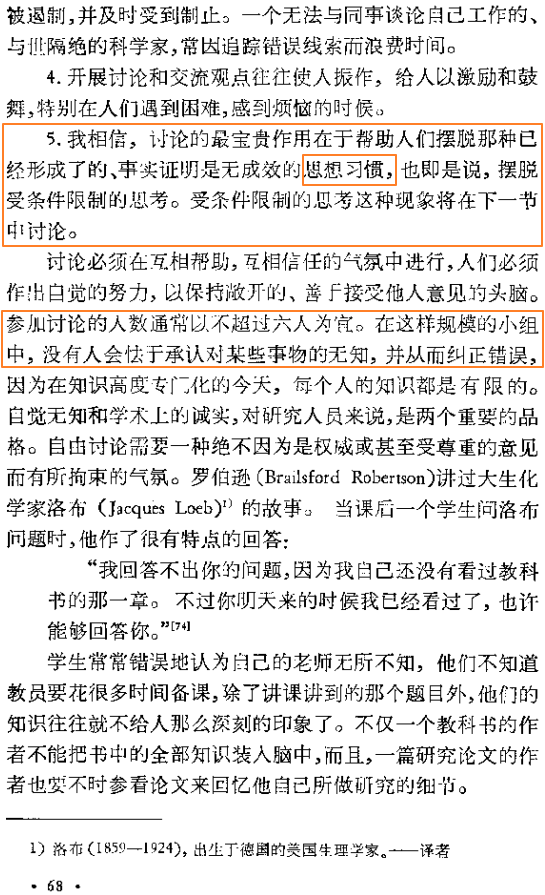 被遏制,并及时受到制止。一个无法与同事谈论自己工作的、
与世隔绝的科学家,常因追踪错误线索而浪费时间。
4. 开展讨论和交流观点往往使人振作，给人以激励和鼓
舞,特别在人们遇到困难,感到烦恼的时候。
5. 我相信，讨论的最宝贵作用在于帮助人们摆脱那种已
经形成了的、事实证明是无成效的思想习惯,也即是说，摆脱
受条件限制的思考。受条件限制的思考这种现象将在下一节
中讨论。
讨论必须在互相帮助,互相信任的气氛中进行,人们必须
作出自觉的努力，以保持敞开的、善于接受他人意见的头脑。
参加讨论的人数通常以不超过六人为宜。在这样规模的小组
中，没有人会怯于承认对某些事物的无知，并从而纠正错误,
因为在知识高度专门化的今天，每个人的知识都是有限的。
自觉无知和学术上的诚实,对研究人员来说,是两个重要的品
格。自由讨论需要一种绝不因为是权威或甚至受尊重的意见
而有所拘束的气氛。罗伯逊(Brailsford Robertson)讲过大生化
学家洛布（Jacques Loeb)¹⁾ 的故事。 当课后一个学生问洛布
问题时,他作了很有特点的回答:
“我回答不出你的问题,因为我自己还没有看过教科
书的那一章。 不过你明天来的时候我已经看过了，也许
能够回答你。”[74]
学生常常错误地认为自己的老师无所不知，他们不知道
教员要花很多时间备课,除了讲课讲到的那个题目外,他们的
知识往往就不给人那么深刻的印象了。不仅一个教科书的作
者不能把书中的全部知识装入脑中,而且,一篇研究论文的作
者也要不时参看论文来回忆他自己所做研究的细节。
1) 洛布(1859—1924)，出生于德国的美国生理学家。——译者
· 68 ·